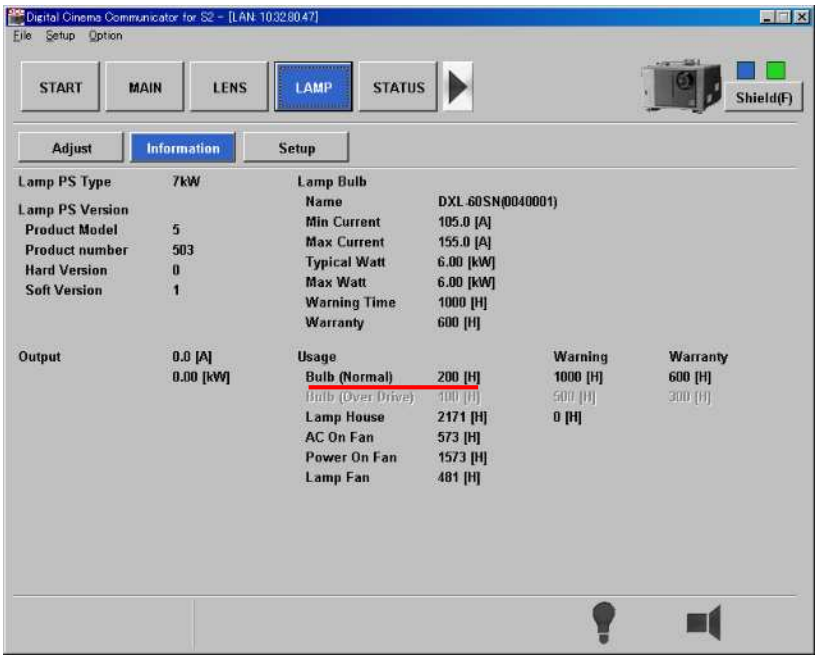 Digital Cinema Communicator for S2 - [LAN: 10.32.80.47]
File Setup Option
START MAIN LENS LAMP STATUS Shield(F)
Adjust Information Setup
Lamp PS Type 7kW Lamp Bulb
Name DXL-60SN(0040001)
Lamp PS Version Min Current 105.0 [A]
Product Model 5 Max Current 155.0 [A]
Product number 503 Typical Watt 6.00 [kW]
Hard Version 0 Max Watt 6.00 [kW]
Soft Version 1 Warning Time 1000 [H]
Warranty 600 [H]
Output 0.0 [A] Usage Warning Warranty
0.00 [kW] Bulb (Normal) 200 [H] 1000 [H] 600 [H]
Bulb (Over Drive) 100 [H] 500 [H] 300 [H]
Lamp House 2171 [H] 0 [H]
AC On Fan 573 [H]
Power On Fan 1573 [H]
Lamp Fan 481 [H]